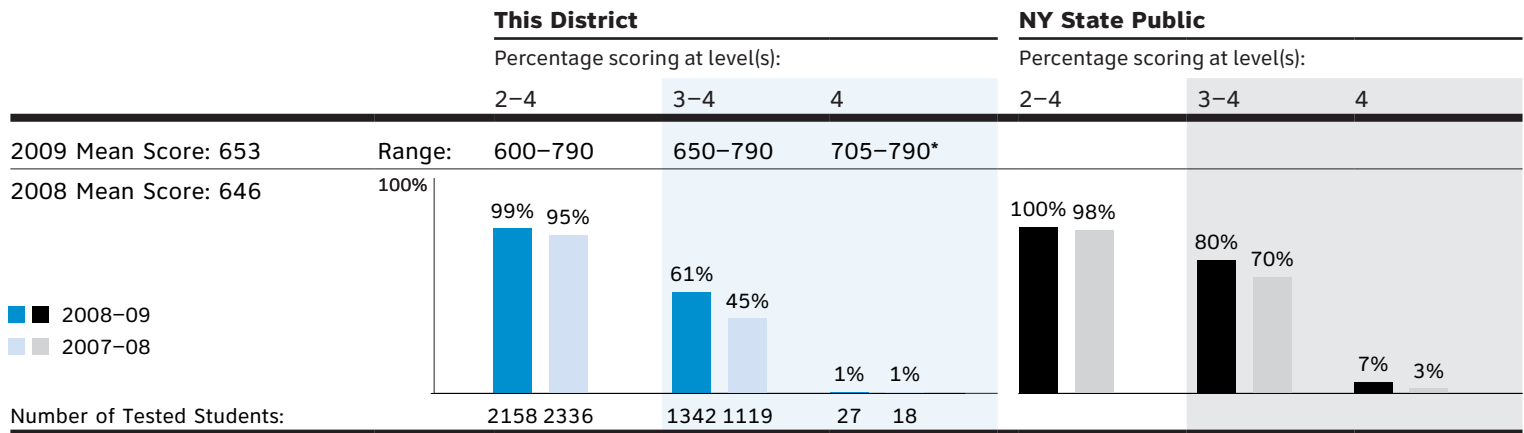 This District NY State Public
Percentage scoring at level(s): Percentage scoring at level(s):
2–4 3–4 4 2–4 3–4 4
2009 Mean Score: 653 Range: 600–790 650–790 705–790*
2008 Mean Score: 646 100%
99% 95% 61% 45% 1% 1% 100% 98% 80% 70% 7% 3%
2008–09
2007–08
Number of Tested Students: 2158 2336 1342 1119 27 18